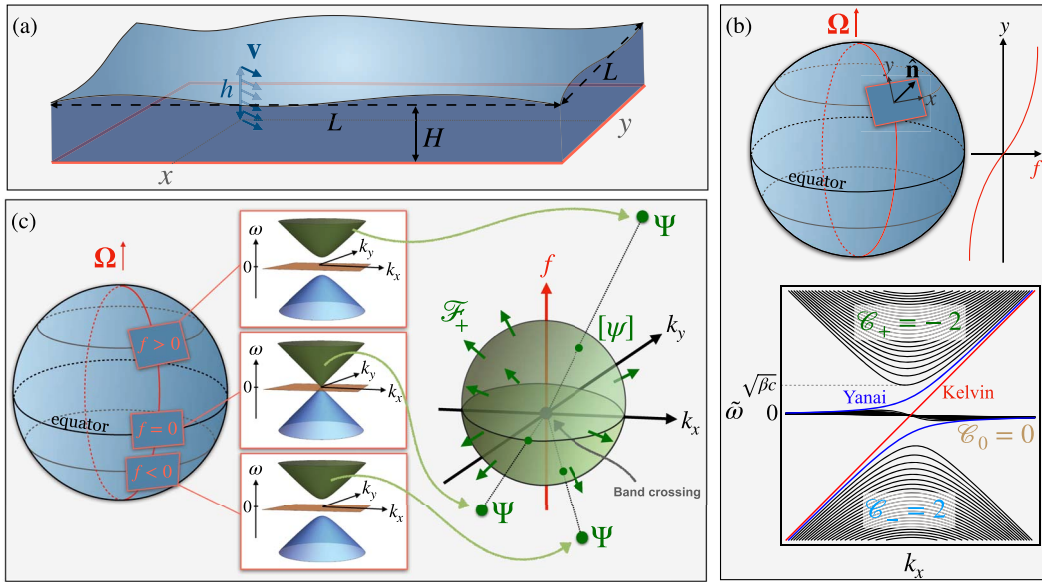 (a)
v
h
L
L
H
x
y
(b)
Ω
y
n̂
y
x
f
equator
(c)
Ω
f > 0
f = 0
f < 0
equator
ω
0
k_y
k_x
ω
0
k_y
k_x
ω
0
k_y
k_x
Ψ
f
ℱ₊
[ψ]
k_y
k_x
Band crossing
Ψ
Ψ
𝒞₊ = −2
√βc
Yanai
Kelvin
ω̃
0
𝒞₀ = 0
𝒞₋ = 2
k_x